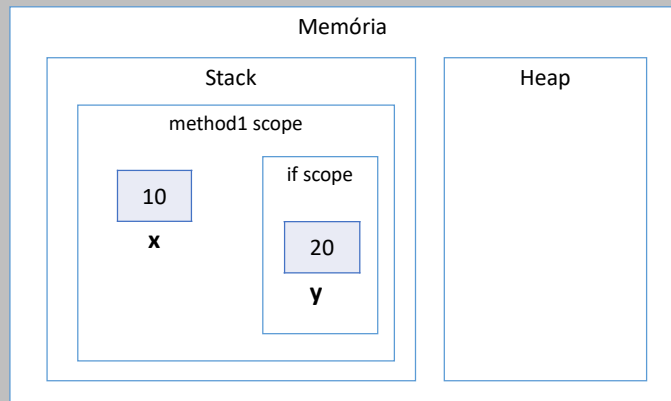 Memória
Stack
Heap
method1 scope
if scope
10
x
20
y